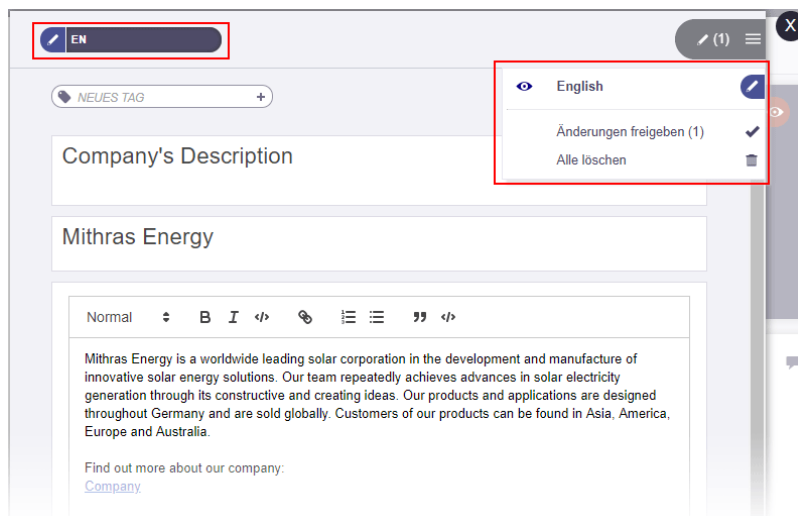 EN
(1)
X
NEUES TAG +
English
Änderungen freigeben (1)
Alle löschen
Company's Description
Mithras Energy
Normal B I </> </>
Mithras Energy is a worldwide leading solar corporation in the development and manufacture of
innovative solar energy solutions. Our team repeatedly achieves advances in solar electricity
generation through its constructive and creating ideas. Our products and applications are designed
throughout Germany and are sold globally. Customers of our products can be found in Asia, America,
Europe and Australia.
Find out more about our company:
Company